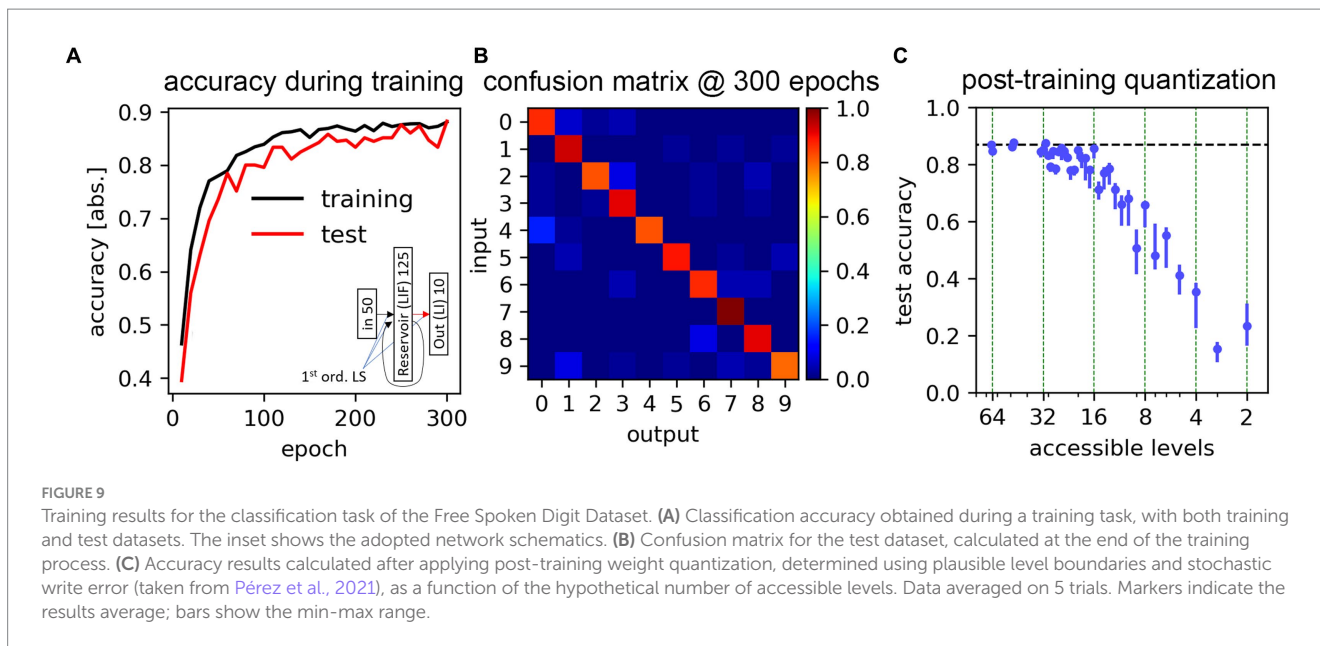 A
accuracy during training
0.9
0.8
0.7
0.6
0.5
0.4
accuracy [abs.]
training
test
in 50
Reservoir (LIF) 125
Out (LI) 10
1st ord. LS
0 100 200 300
epoch
B
confusion matrix @ 300 epochs
0
1
2
3
4
5
6
7
8
9
input
0 1 2 3 4 5 6 7 8 9
output
1.0
0.8
0.6
0.4
0.2
0.0
C
post-training quantization
1.0
0.8
0.6
0.4
0.2
0.0
test accuracy
64 32 16 8 4 2
accessible levels
FIGURE 9
Training results for the classification task of the Free Spoken Digit Dataset. (A) Classification accuracy obtained during a training task, with both training
and test datasets. The inset shows the adopted network schematics. (B) Confusion matrix for the test dataset, calculated at the end of the training
process. (C) Accuracy results calculated after applying post-training weight quantization, determined using plausible level boundaries and stochastic
write error (taken from Pérez et al., 2021), as a function of the hypothetical number of accessible levels. Data averaged on 5 trials. Markers indicate the
results average; bars show the min-max range.